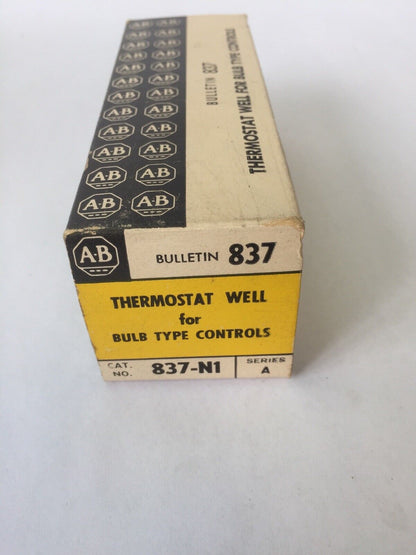 BULLETIN 837
THERMOSTAT WELL FOR BULB TYPE CONTROLS
A-B A-B
A-B A-B
A-B A-B
A-B A-B
A-B A-B
A-B A-B
A-B A-B
A-B A-B
A-B
BULLETIN 837
THERMOSTAT WELL
for
BULB TYPE CONTROLS
CAT. NO. 837-N1
SERIES A